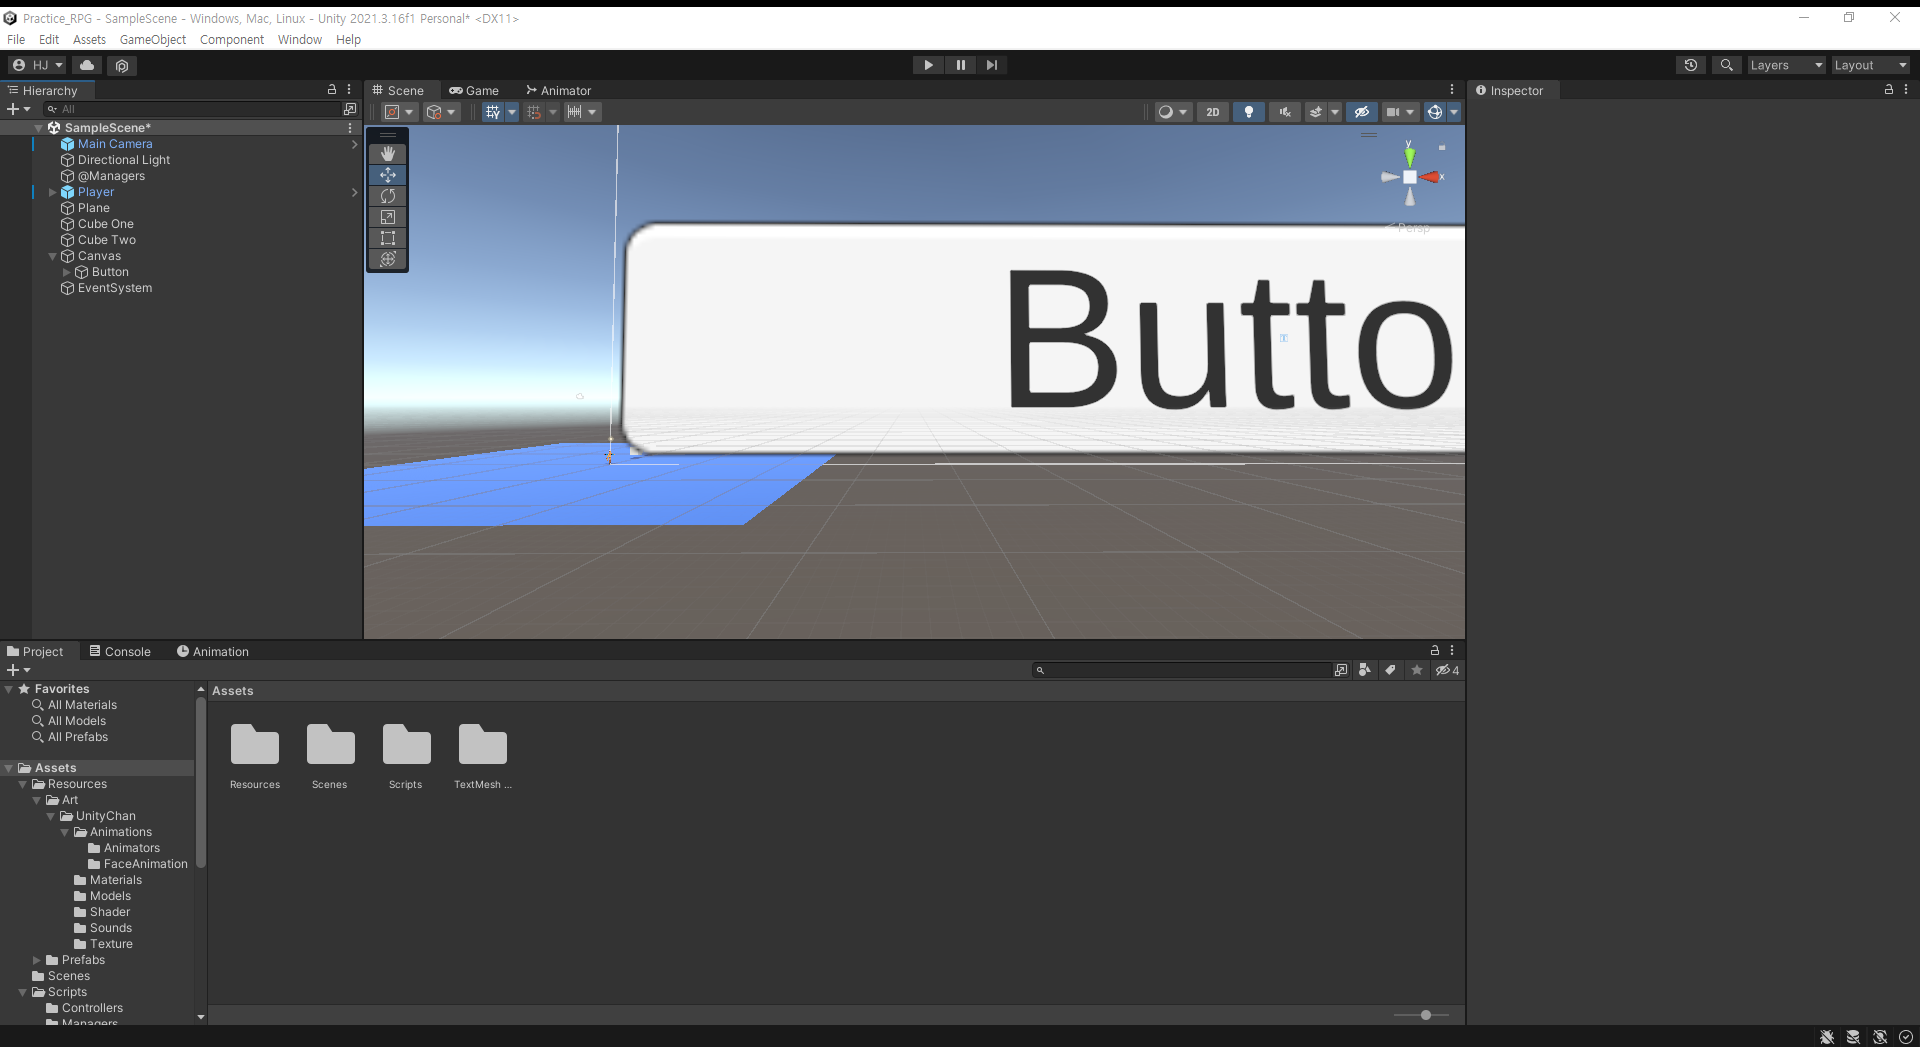 Practice_RPG - SampleScene - Windows, Mac, Linux - Unity 2021.3.16f1 Personal* <DX11>
File Edit Assets GameObject Component Window Help
HJ
Layers
Layout
Hierarchy
All
SampleScene*
Main Camera
Directional Light
@Managers
Player
Plane
Cube One
Cube Two
Canvas
Button
EventSystem
Scene
Game
Animator
2D
y
x
Persp
Butto
Inspector
Project
Console
Animation
4
Favorites
All Materials
All Models
All Prefabs
Assets
Resources
Art
UnityChan
Animations
Animators
FaceAnimation
Materials
Models
Shader
Sounds
Texture
Prefabs
Scenes
Scripts
Controllers
Managers
Assets
Resources
Scenes
Scripts
TextMesh ...